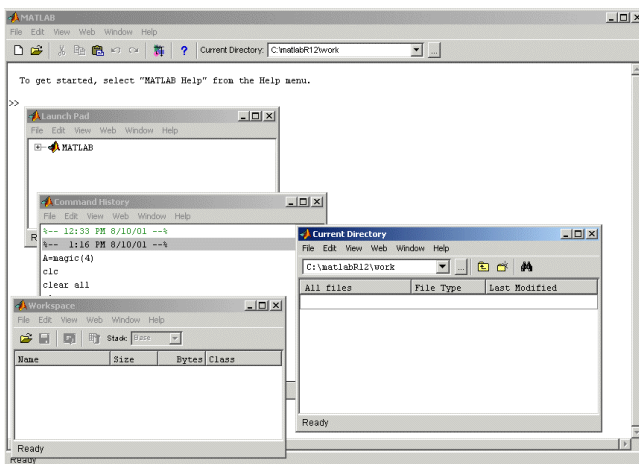 MATLAB
File Edit View Web Window Help
? Current Directory: C:\matlabR12\work ...
To get started, select "MATLAB Help" from the Help menu.
>>
Launch Pad
File Edit View Web Window Help
MATLAB
Command History
File Edit View Web Window Help
%-- 12:33 PM 8/10/01 --%
%-- 1:16 PM 8/10/01 --%
A=magic(4)
clc
clear all
Current Directory
File Edit View Web Window Help
C:\matlabR12\work ...
All files File Type Last Modified
Ready
Workspace
File Edit View Web Window Help
Stack: Base
Name Size Bytes Class
Ready
Ready